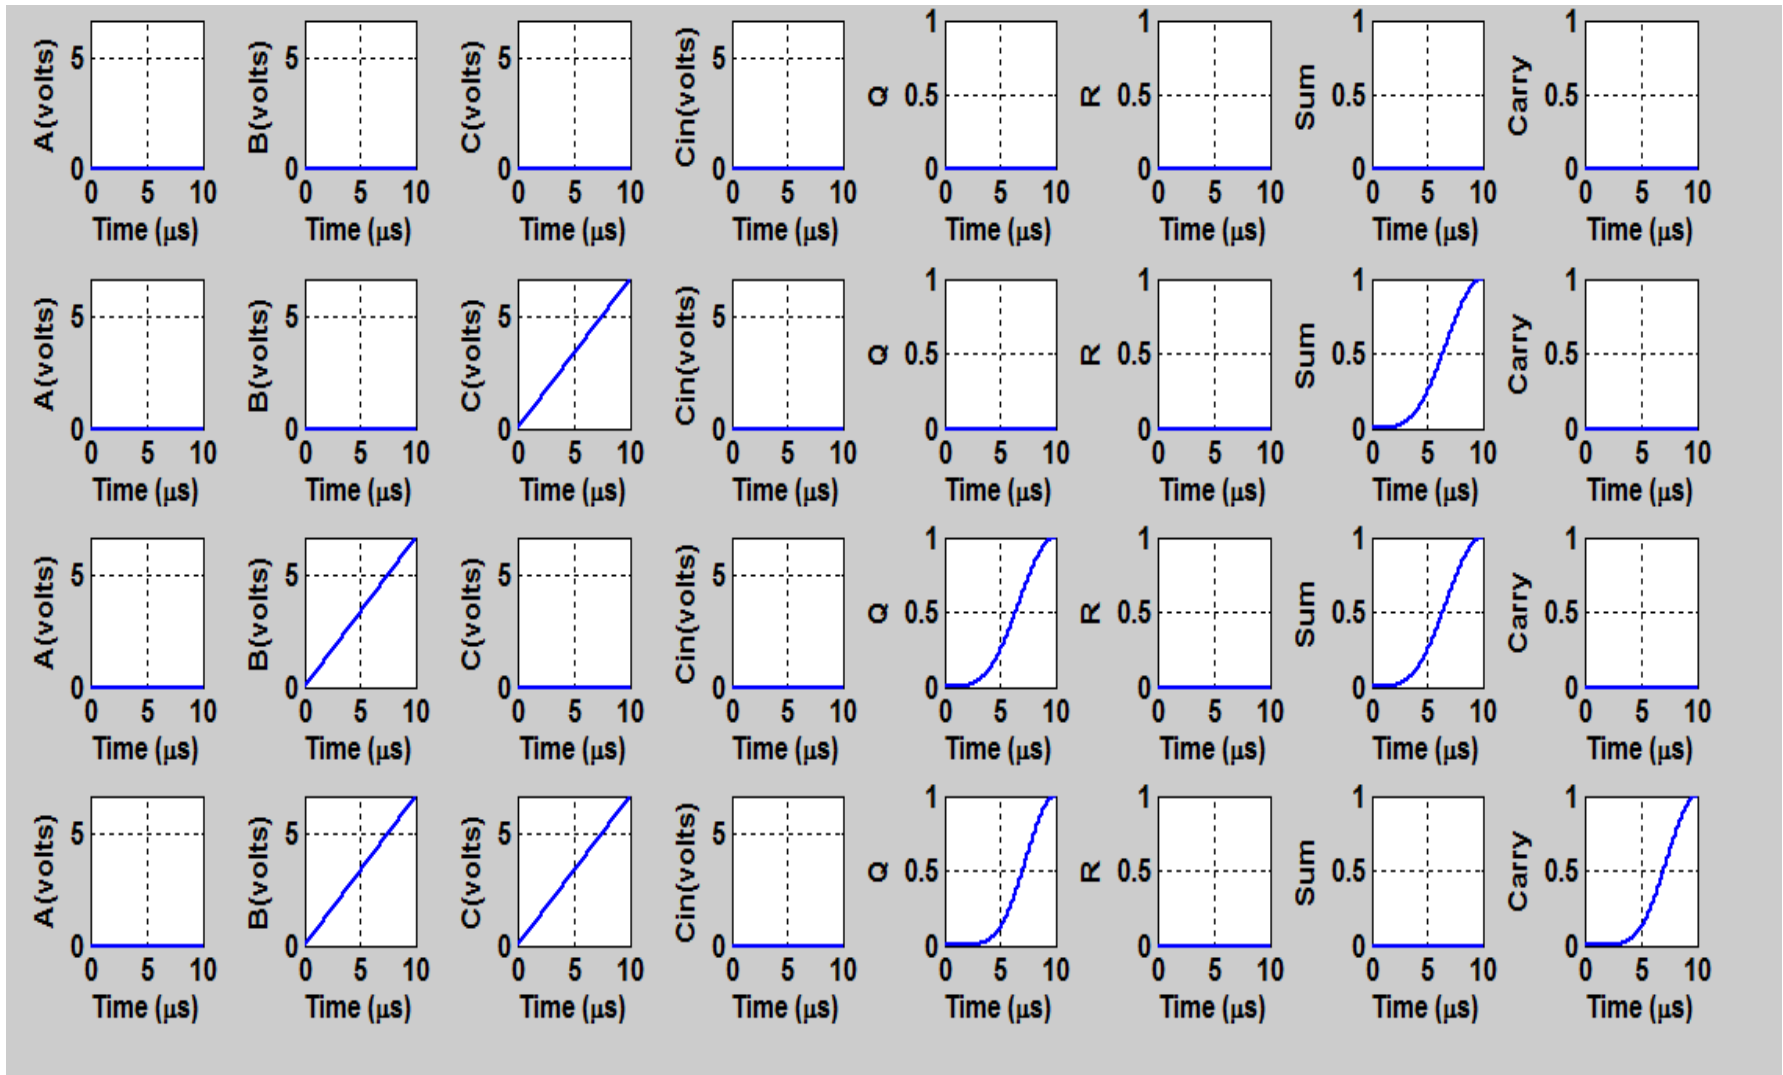 A(volts) 5 0 B(volts) 5 0 C(volts) 5 0 Cin(volts) 5 0 Q 1 0.5 0 R 1 0.5 0 Sum 1 0.5 0 Carry 1 0.5 0
0 5 10 0 5 10 0 5 10 0 5 10 0 5 10 0 5 10 0 5 10 0 5 10
Time (μs) Time (μs) Time (μs) Time (μs) Time (μs) Time (μs) Time (μs) Time (μs)
A(volts) 5 0 B(volts) 5 0 C(volts) 5 0 Cin(volts) 5 0 Q 1 0.5 0 R 1 0.5 0 Sum 1 0.5 0 Carry 1 0.5 0
0 5 10 0 5 10 0 5 10 0 5 10 0 5 10 0 5 10 0 5 10 0 5 10
Time (μs) Time (μs) Time (μs) Time (μs) Time (μs) Time (μs) Time (μs) Time (μs)
A(volts) 5 0 B(volts) 5 0 C(volts) 5 0 Cin(volts) 5 0 Q 1 0.5 0 R 1 0.5 0 Sum 1 0.5 0 Carry 1 0.5 0
0 5 10 0 5 10 0 5 10 0 5 10 0 5 10 0 5 10 0 5 10 0 5 10
Time (μs) Time (μs) Time (μs) Time (μs) Time (μs) Time (μs) Time (μs) Time (μs)
A(volts) 5 0 B(volts) 5 0 C(volts) 5 0 Cin(volts) 5 0 Q 1 0.5 0 R 1 0.5 0 Sum 1 0.5 0 Carry 1 0.5 0
0 5 10 0 5 10 0 5 10 0 5 10 0 5 10 0 5 10 0 5 10 0 5 10
Time (μs) Time (μs) Time (μs) Time (μs) Time (μs) Time (μs) Time (μs) Time (μs)